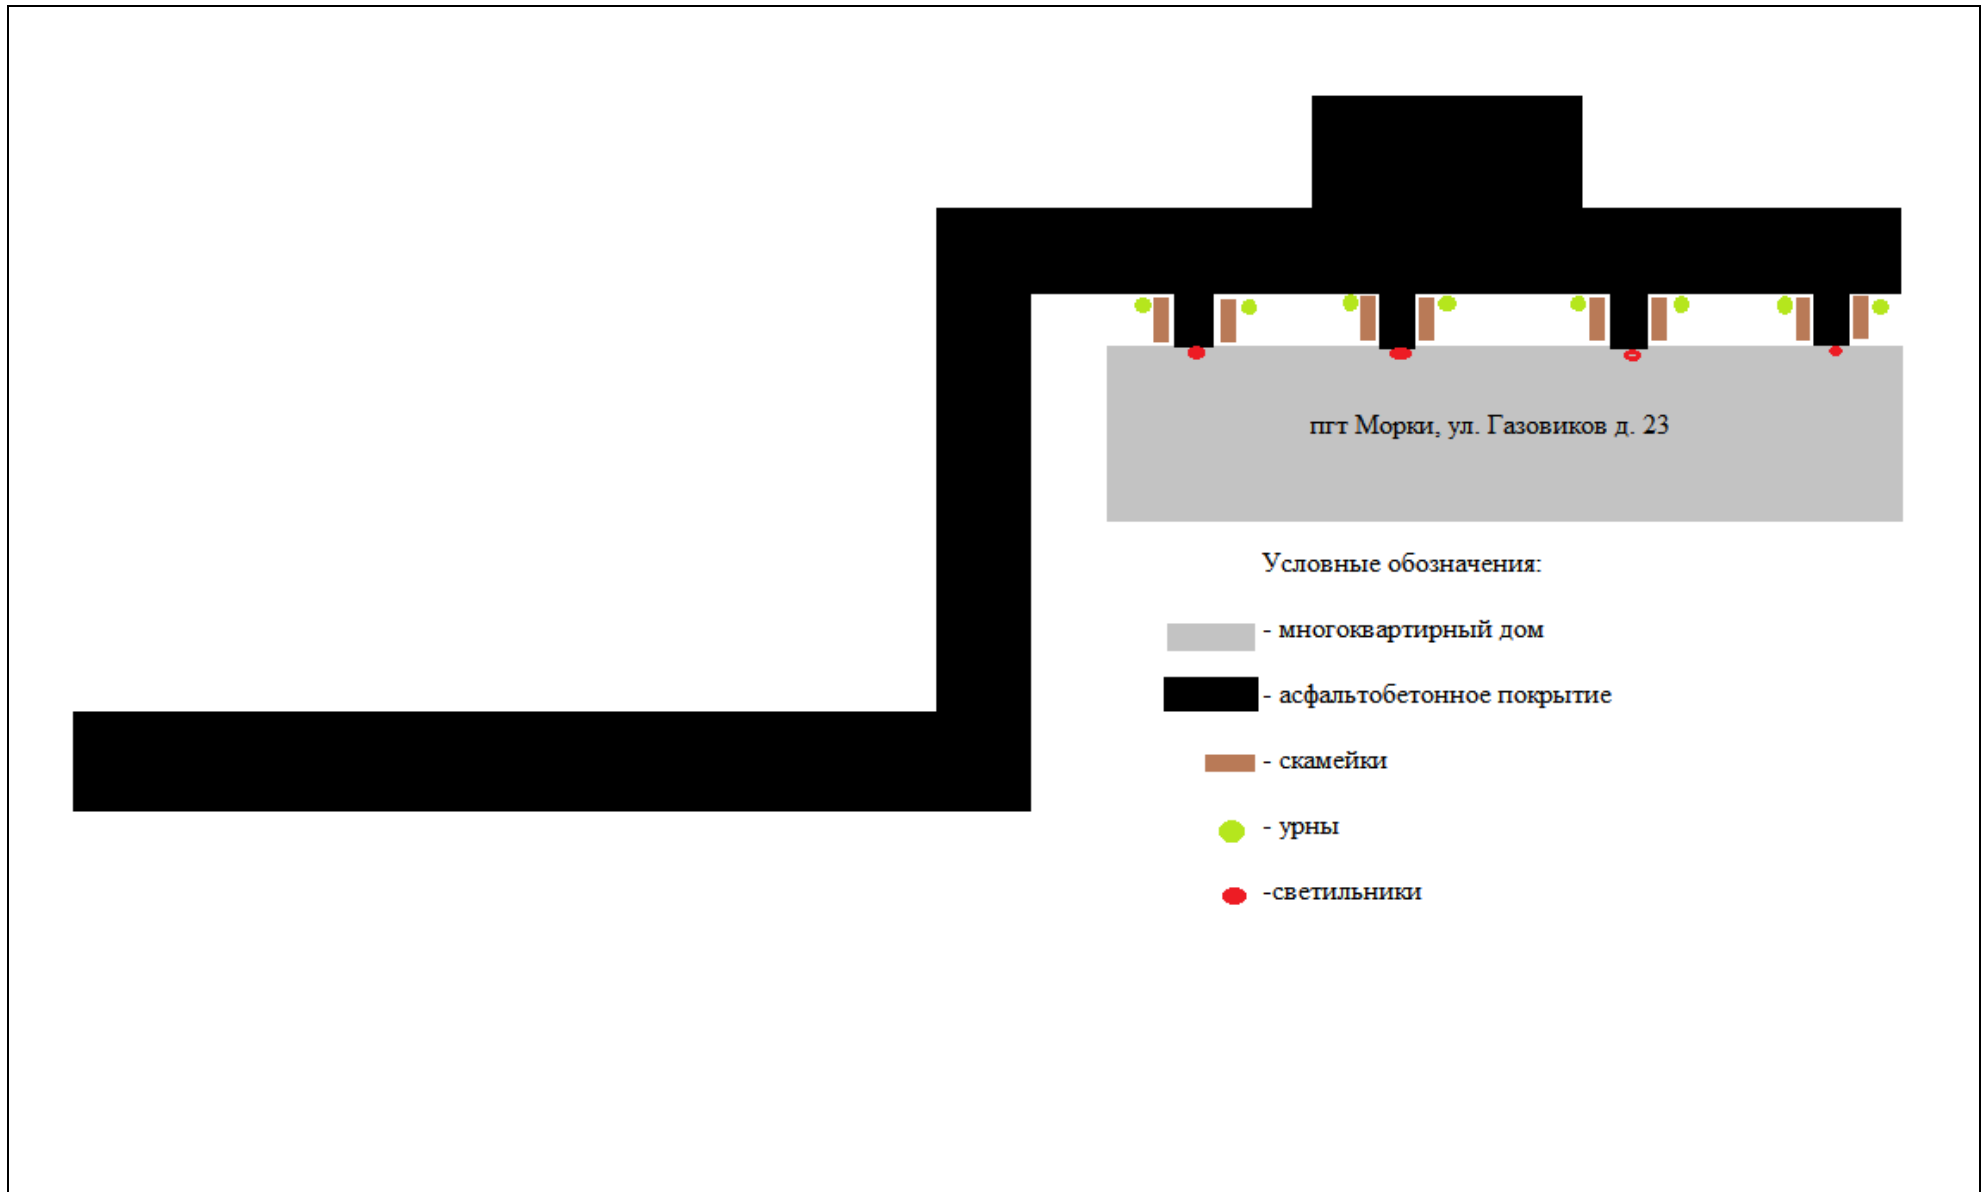 пгт Морки, ул. Газовиков д. 23
Условные обозначения:
- многоквартирный дом
- асфальтобетонное покрытие
- скамейки
- урны
-светильники